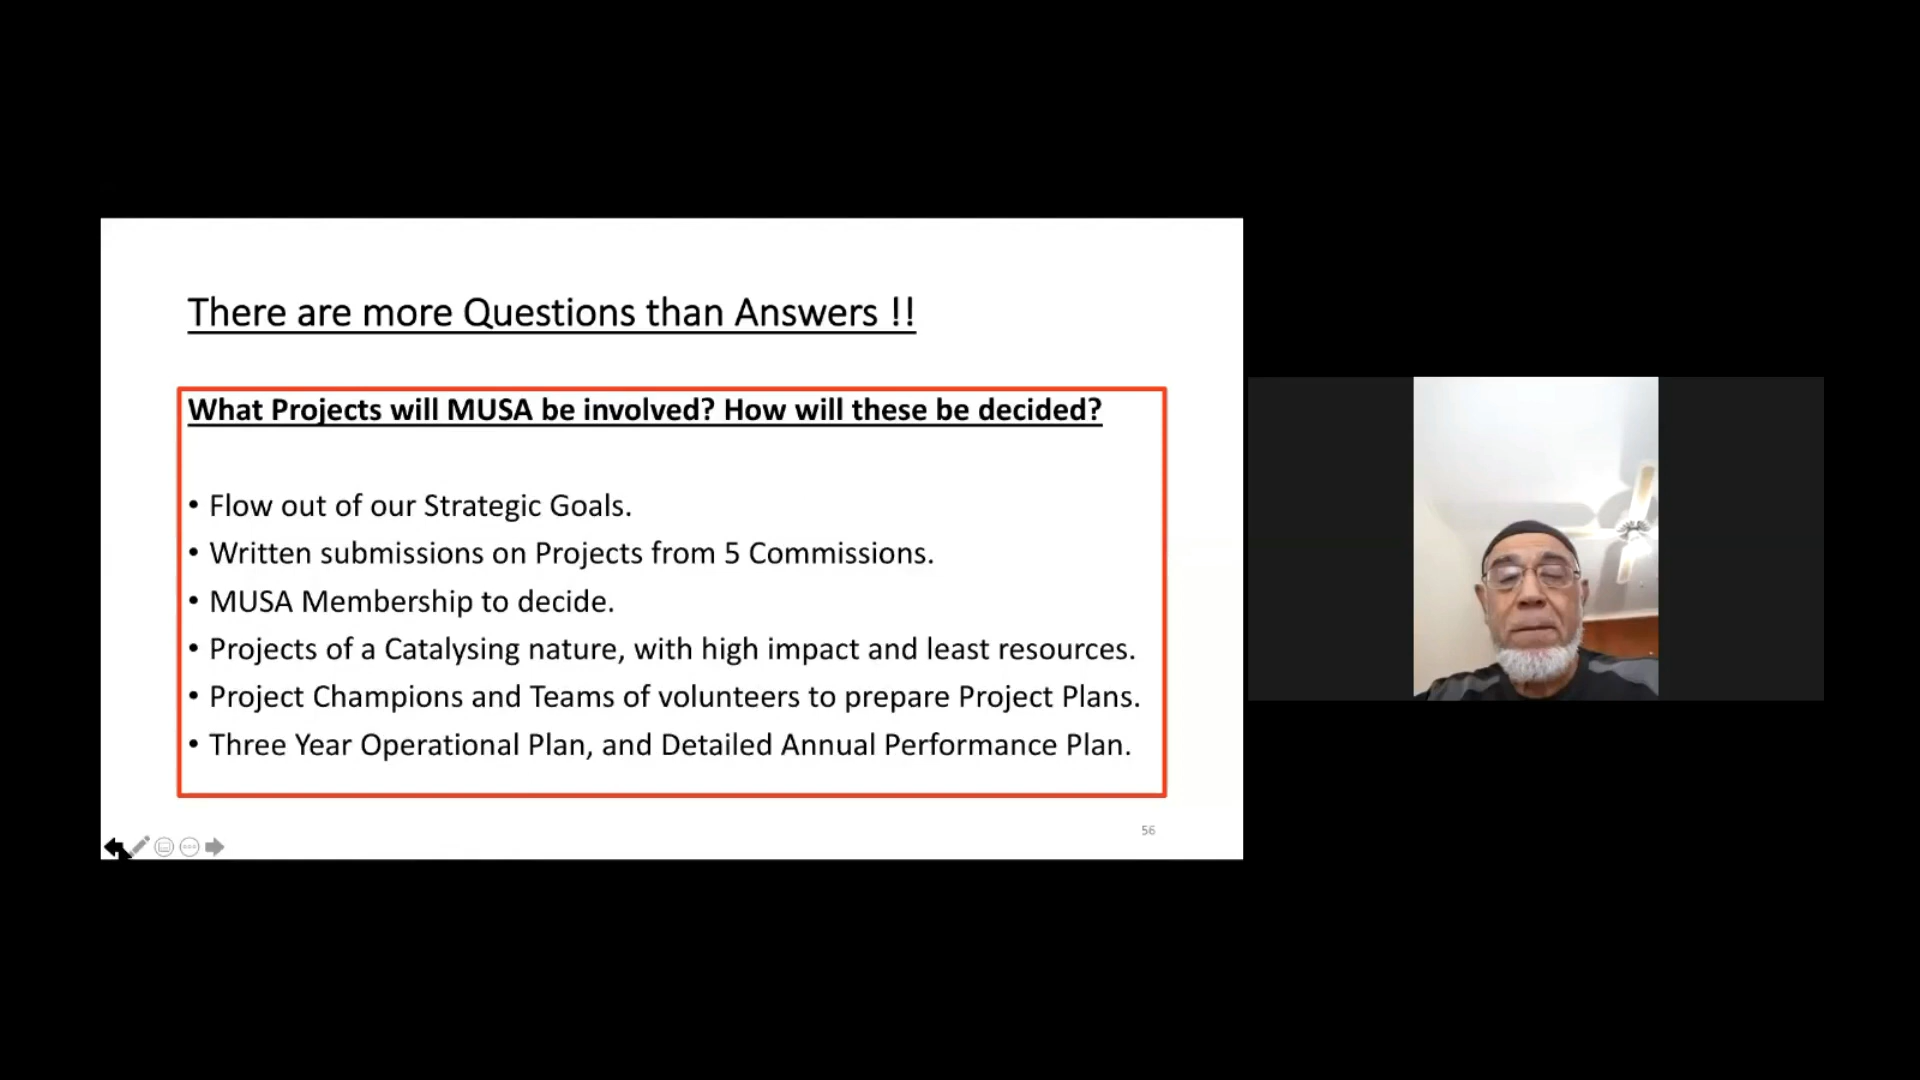 There are more Questions than Answers !!
What Projects will MUSA be involved? How will these be decided?
• Flow out of our Strategic Goals.
• Written submissions on Projects from 5 Commissions.
• MUSA Membership to decide.
• Projects of a Catalysing nature, with high impact and least resources.
• Project Champions and Teams of volunteers to prepare Project Plans.
• Three Year Operational Plan, and Detailed Annual Performance Plan.
56